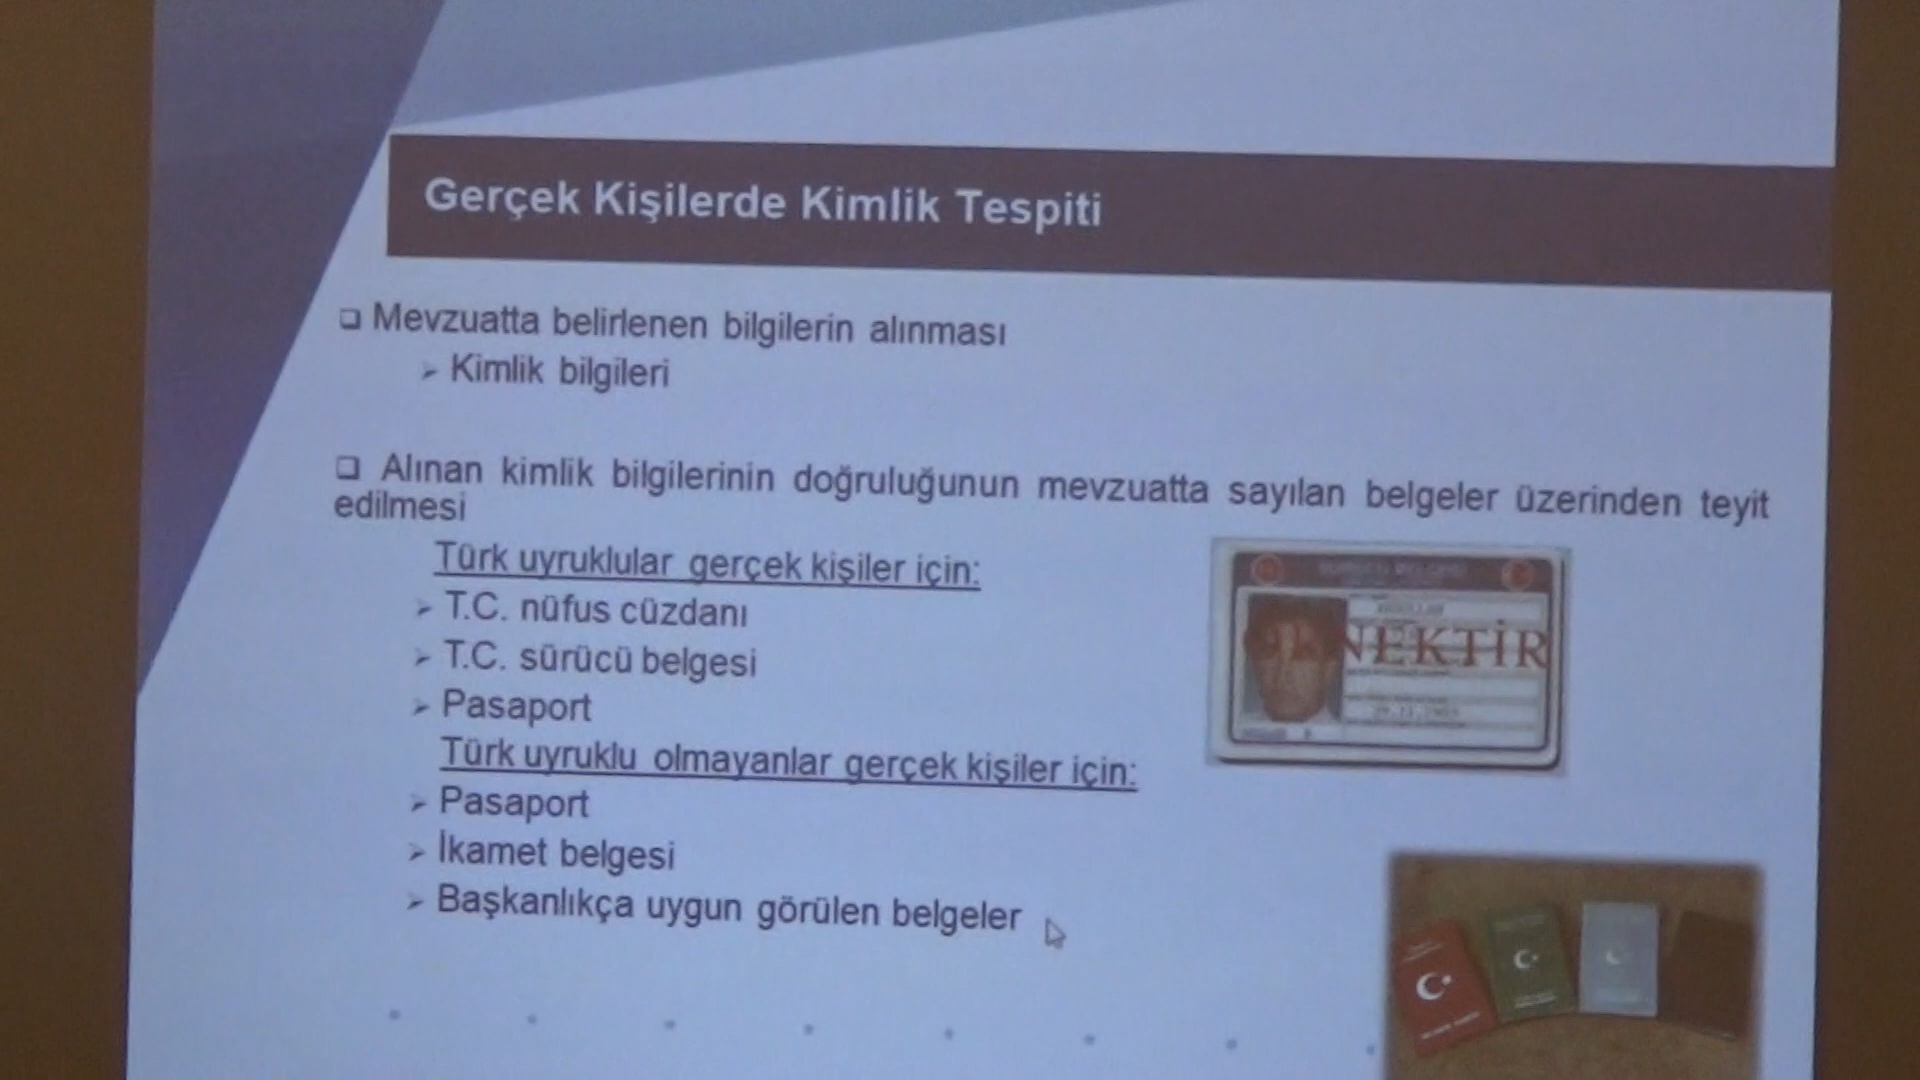 Gerçek Kişilerde Kimlik Tespiti
❑ Mevzuatta belirlenen bilgilerin alınması
➢ Kimlik bilgileri
❑ Alınan kimlik bilgilerinin doğruluğunun mevzuatta sayılan belgeler üzerinden teyit
edilmesi
Türk uyruklular gerçek kişiler için:
➢ T.C. nüfus cüzdanı
➢ T.C. sürücü belgesi
➢ Pasaport
NEKTİR
Türk uyruklu olmayanlar gerçek kişiler için:
➢ Pasaport
➢ İkamet belgesi
➢ Başkanlıkça uygun görülen belgeler